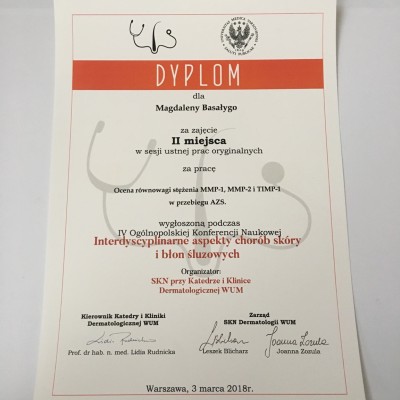 DYPLOM
dla
Magdaleny Basałygo
za zajęcie
II miejsca
w sesji ustnej prac oryginalnych
za pracę
Ocena równowagi stężenia MMP-1, MMP-2 i TIMP-1
w przebiegu AZS.
wygłoszoną podczas
IV Ogólnopolskiej Konferencji Naukowej
Interdyscyplinarne aspekty chorób skóry
i błon śluzowych
Organizator:
SKN przy Katedrze i Klinice
Dermatologicznej WUM
Kierownik Katedry i Kliniki
Dermatologicznej WUM
Prof. dr hab. n. med. Lidia Rudnicka
Zarząd
SKN Dermatologii WUM
Leszek Blicharz
Joanna Zozula
Joanna Zozula
Warszawa, 3 marca 2018r.